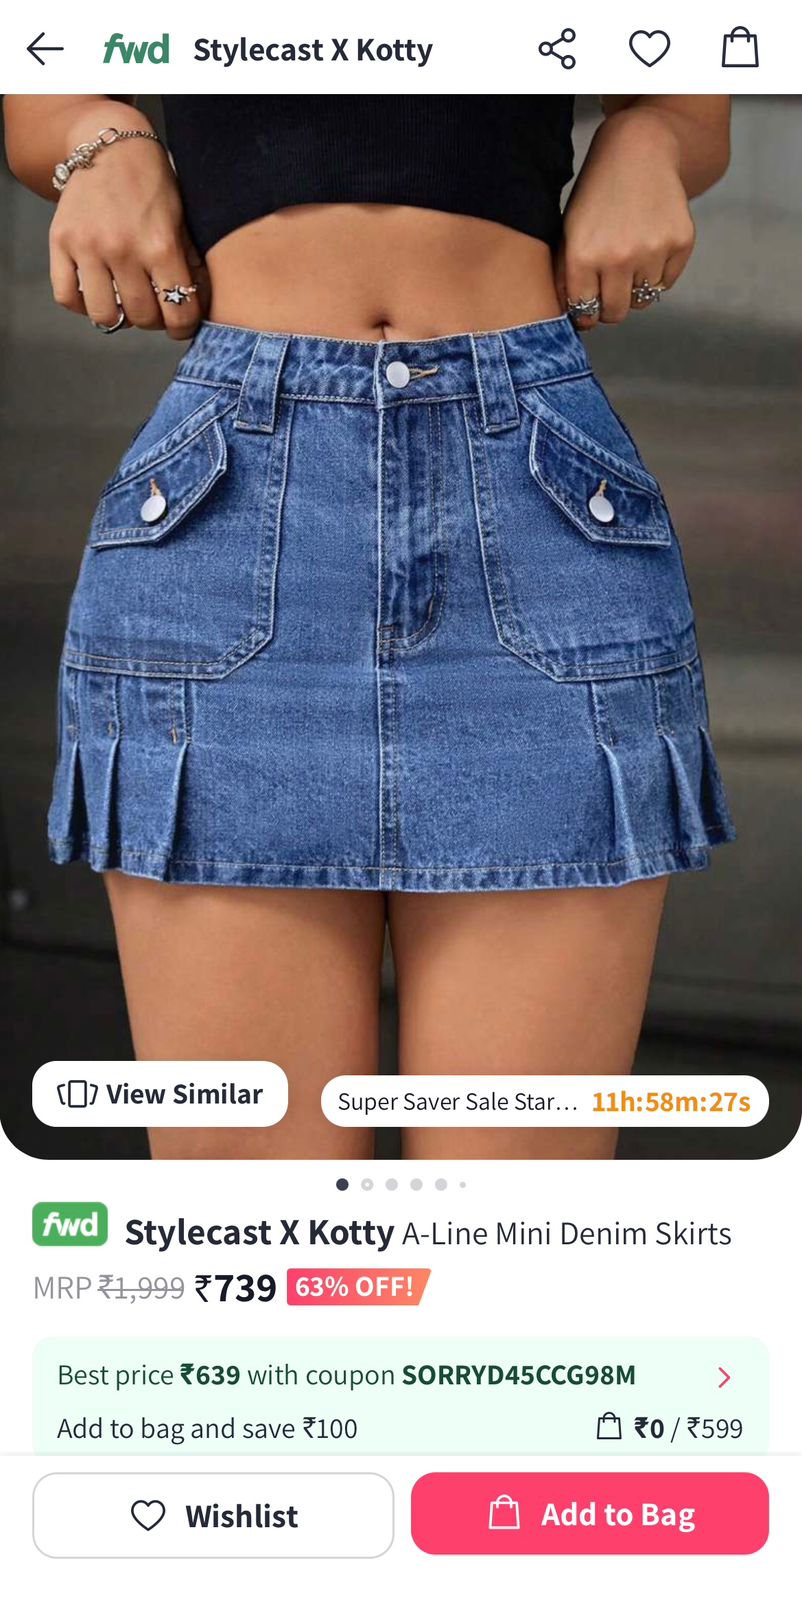 fwd Stylecast X Kotty
View Similar
Super Saver Sale Star... 11h:58m:27s
fwd Stylecast X Kotty A-Line Mini Denim Skirts
MRP ₹1,999 ₹739 63% OFF!
Best price ₹639 with coupon SORRYD45CCG98M
Add to bag and save ₹100 ₹0 / ₹599
Wishlist Add to Bag